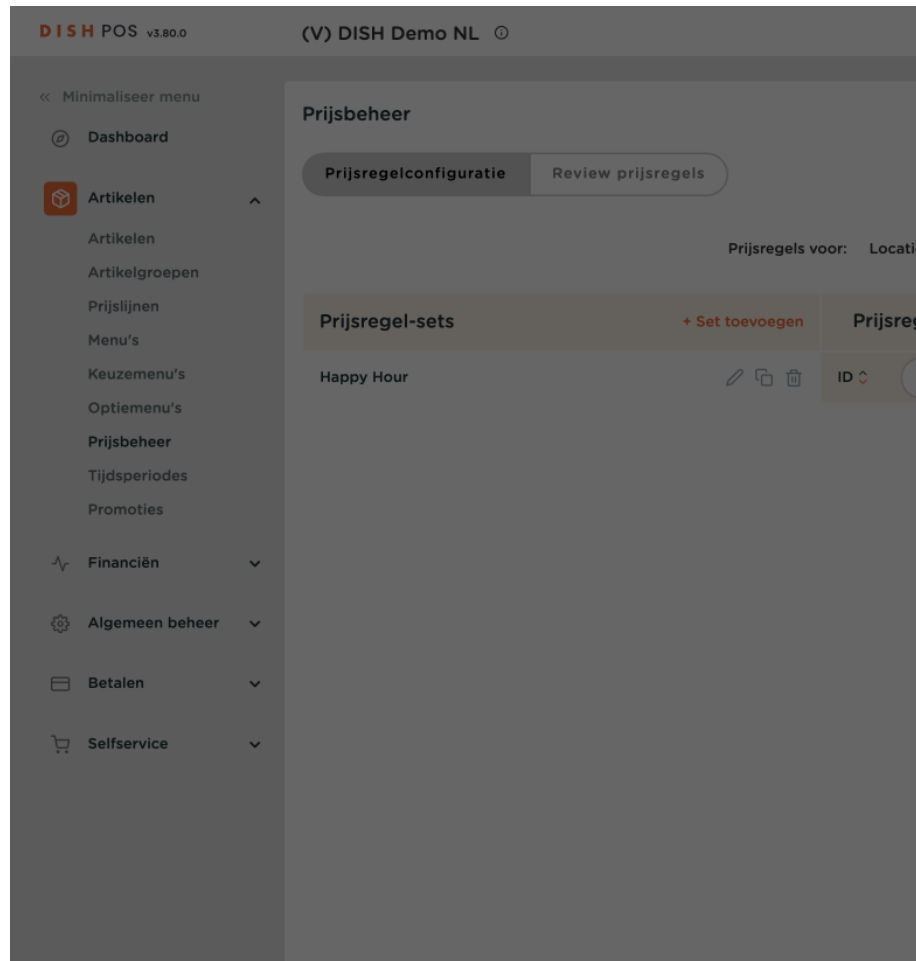 DISH POS v3.80.0
(V) DISH Demo NL
Minimaliseer menu
Dashboard
Artikelen
Artikelen
Artikelgroepen
Prijslijnen
Menu's
Keuzemenu's
Optiemenu's
Prijsbeheer
Tijdsperiodes
Promoties
Financiën
Algemeen beheer
Betalen
Selfservice
Prijsbeheer
Prijsregelconfiguratie
Review prijsregels
Prijsregels voor: Locati
Prijsregel-sets
+ Set toevoegen
Prijsreg
Happy Hour
ID